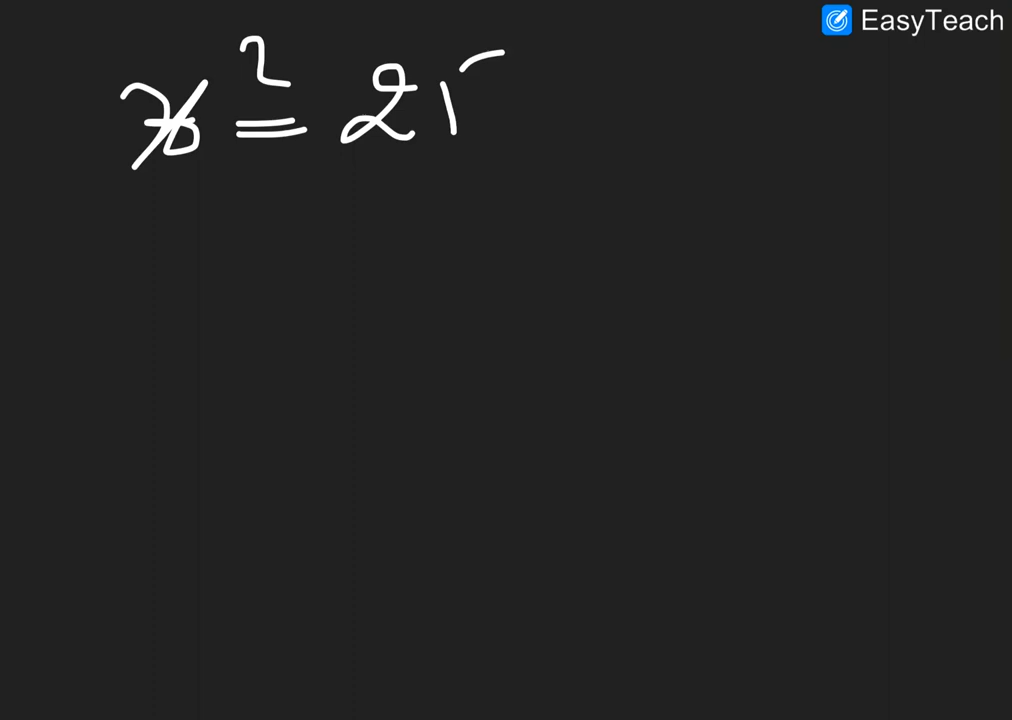 EasyTeach
x² = 2